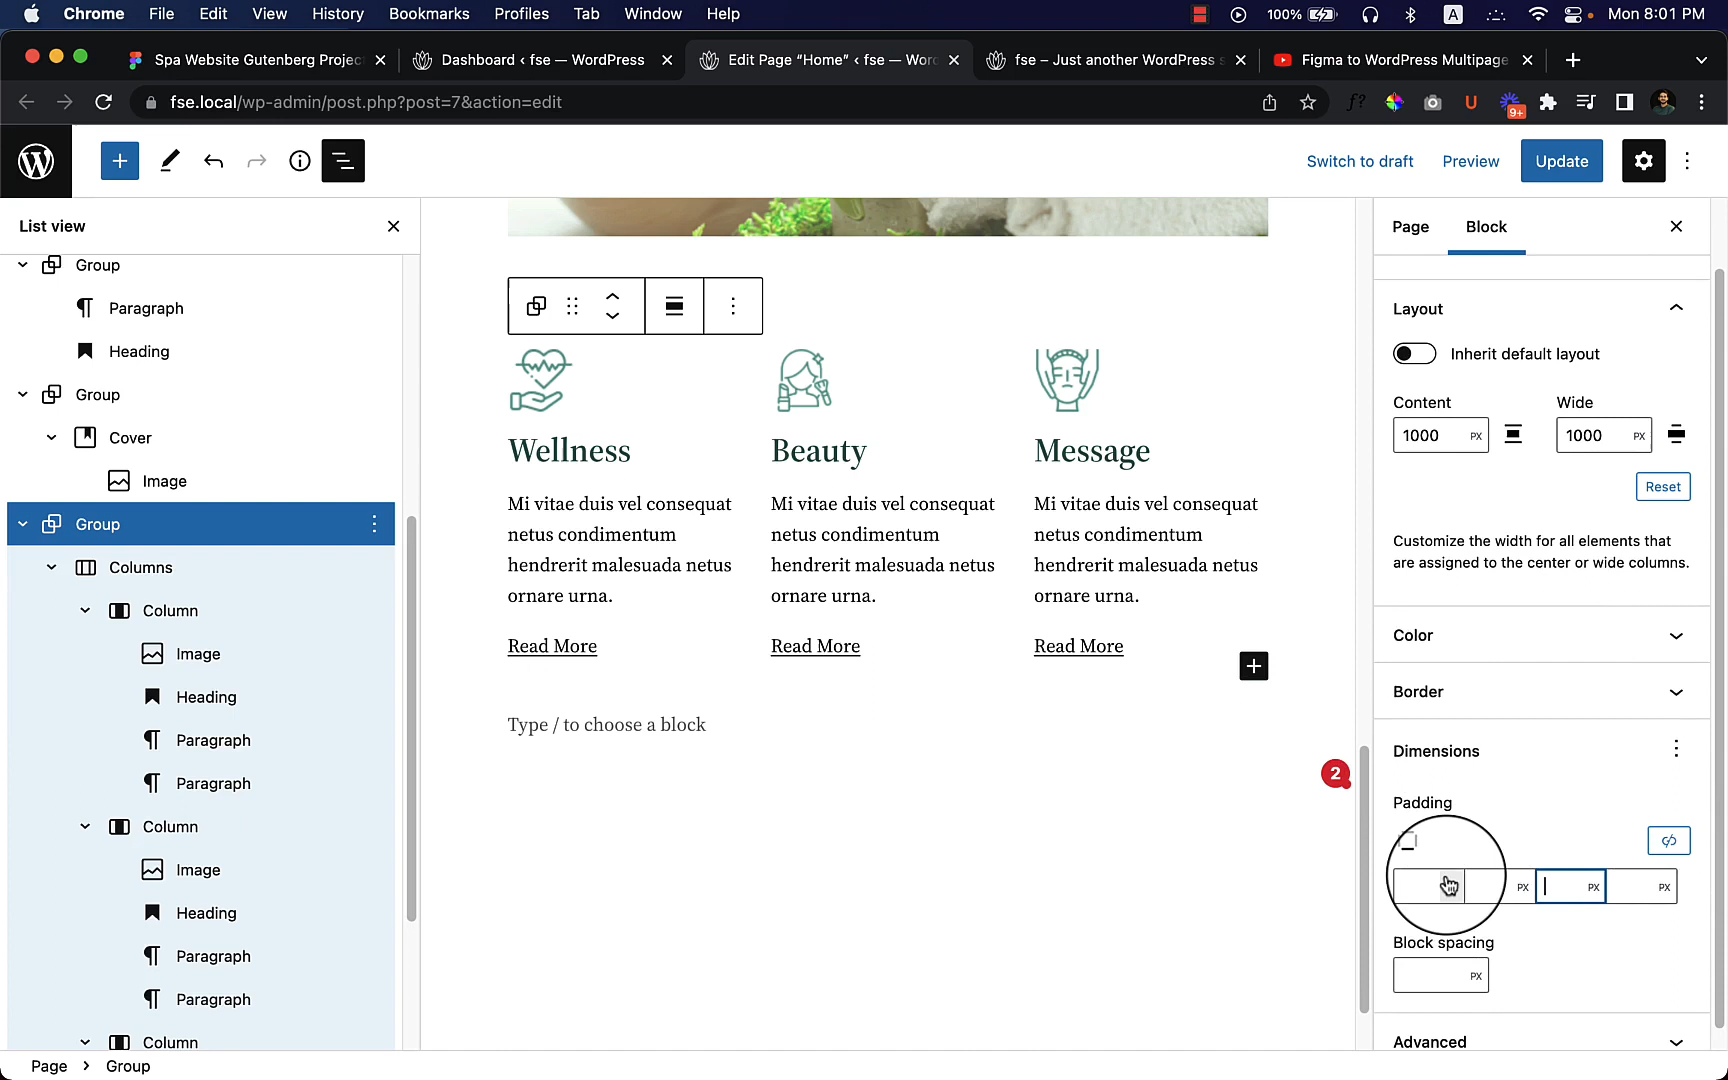 Chrome File Edit View History Bookmarks Profiles Tab Window Help
100% A Mon 8:01 PM
Spa Website Gutenberg Projec
Dashboard ‹ fse — WordPress
Edit Page “Home” ‹ fse — Wor
fse – Just another WordPress s
Figma to WordPress Multipage
fse.local/wp-admin/post.php?post=7&action=edit
f?
U
9+
Switch to draft
Preview
Update
List view
Group
Paragraph
Heading
Group
Cover
Image
Group
Columns
Column
Image
Heading
Paragraph
Paragraph
Column
Image
Heading
Paragraph
Paragraph
Column
Wellness
Mi vitae duis vel consequat
netus condimentum
hendrerit malesuada netus
ornare urna.
Read More
Beauty
Mi vitae duis vel consequat
netus condimentum
hendrerit malesuada netus
ornare urna.
Read More
Message
Mi vitae duis vel consequat
netus condimentum
hendrerit malesuada netus
ornare urna.
Read More
Type / to choose a block
2
Page
Block
Layout
Inherit default layout
Content
Wide
1000 PX
1000 PX
Reset
Customize the width for all elements that
are assigned to the center or wide columns.
Color
Border
Dimensions
Padding
PX PX PX
Block spacing
PX
Advanced
Page › Group